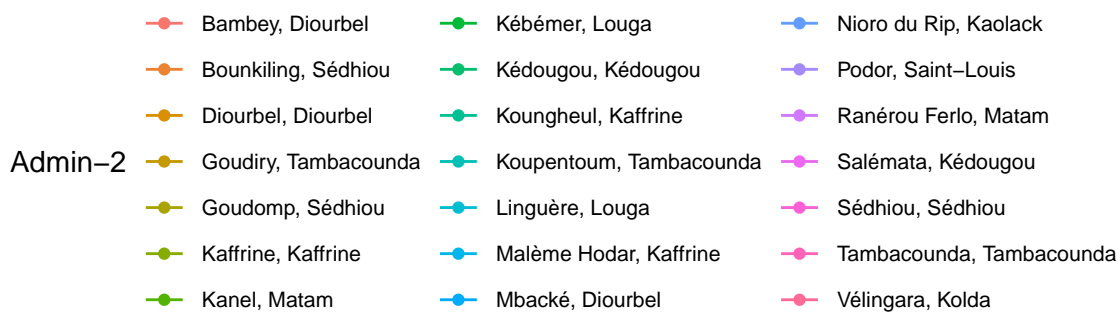 Bambey, Diourbel
Bounkiling, Sédhiou
Diourbel, Diourbel
Admin−2
Goudiry, Tambacounda
Goudomp, Sédhiou
Kaffrine, Kaffrine
Kanel, Matam
Kébémer, Louga
Kédougou, Kédougou
Koungheul, Kaffrine
Koupentoum, Tambacounda
Linguère, Louga
Malème Hodar, Kaffrine
Mbacké, Diourbel
Nioro du Rip, Kaolack
Podor, Saint−Louis
Ranérou Ferlo, Matam
Salémata, Kédougou
Sédhiou, Sédhiou
Tambacounda, Tambacounda
Vélingara, Kolda